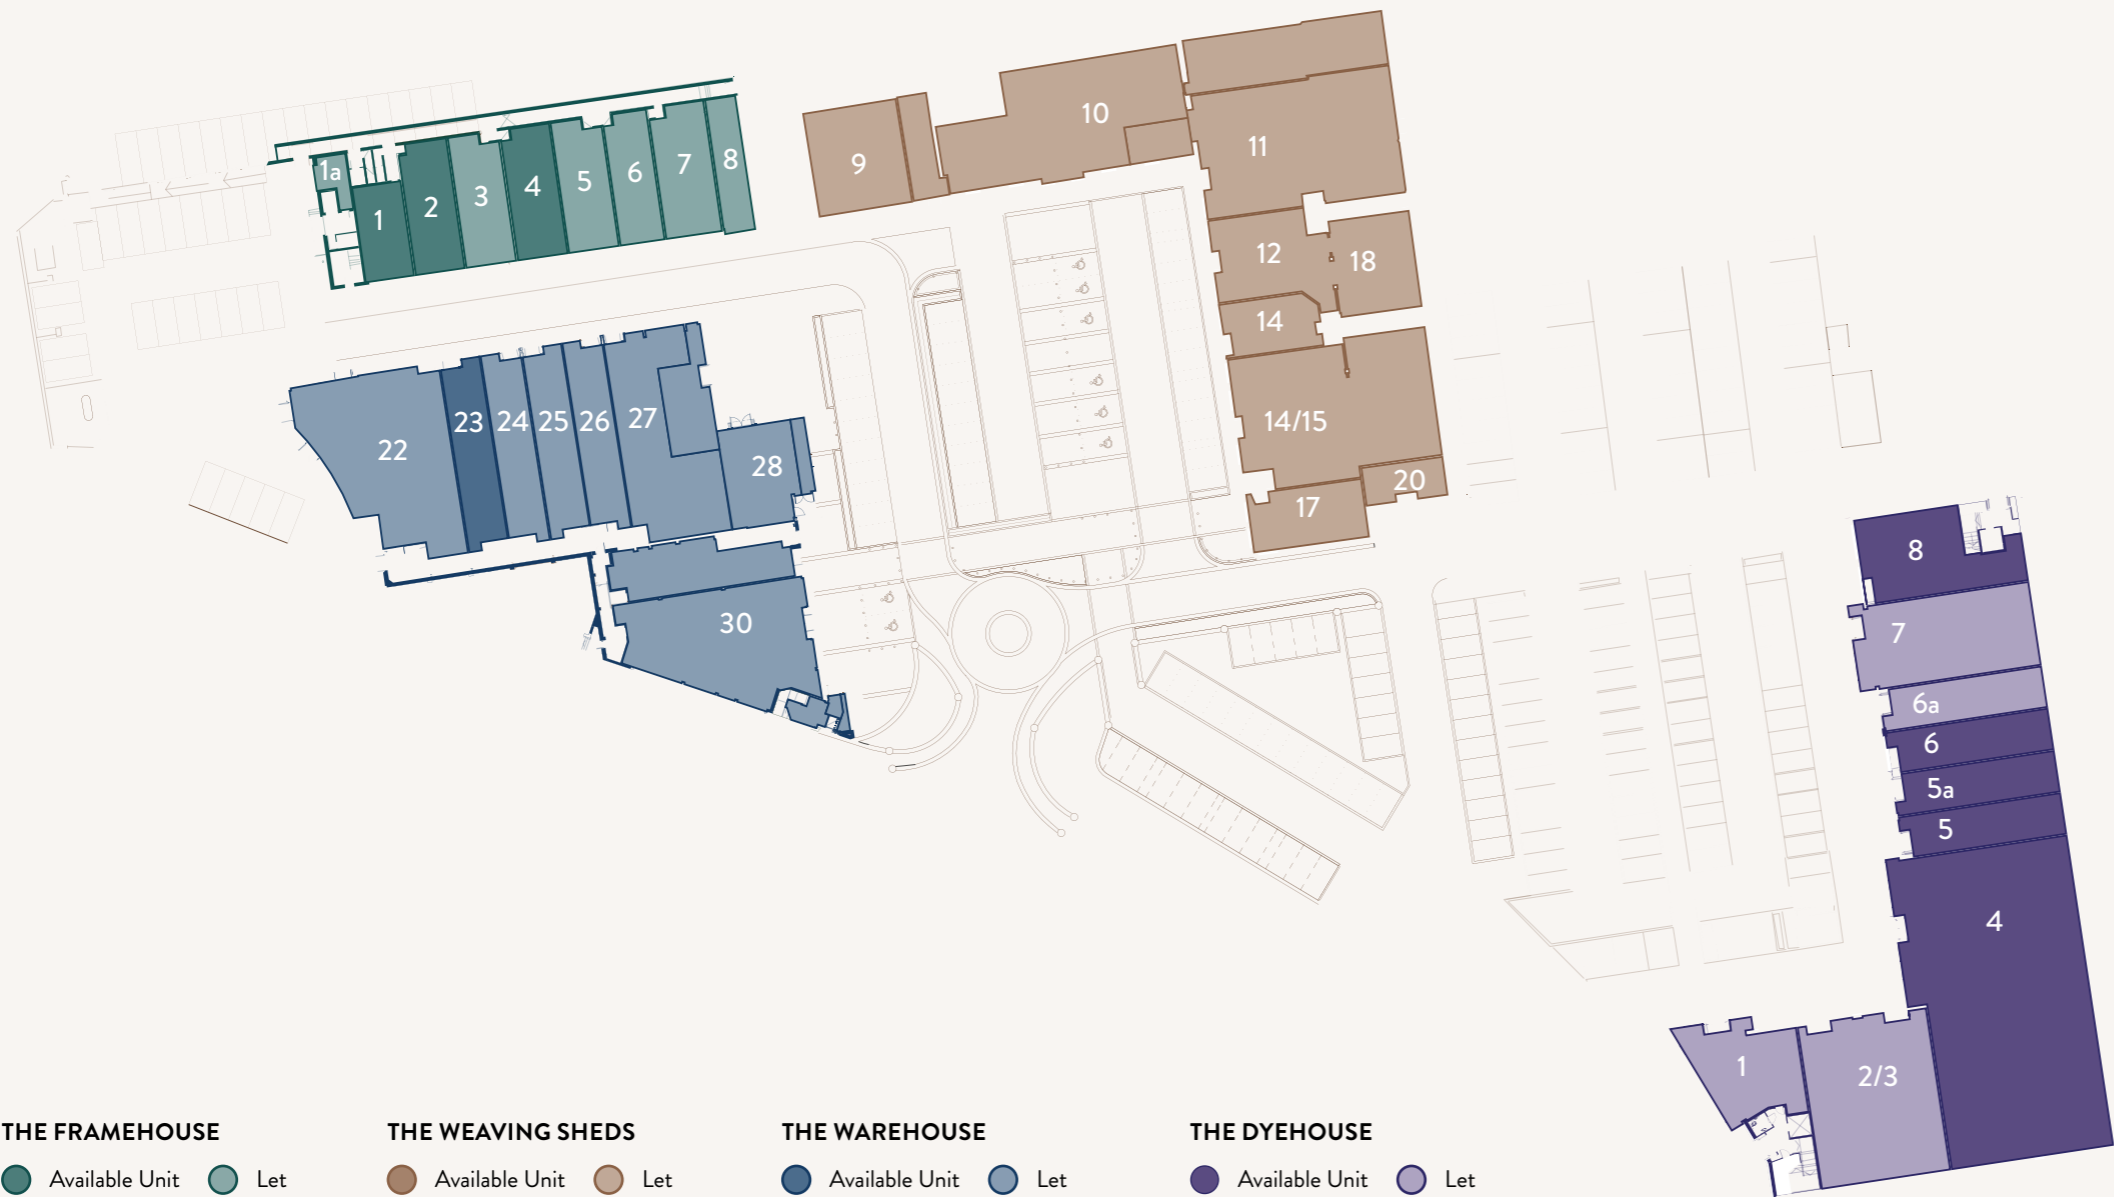 1a
1
2
3
4
5
6
7
8
9
10
11
12
18
14
14/15
20
17
22
23
24
25
26
27
28
30
8
7
6a
6
5a
5
4
1
2/3
THE FRAMEHOUSE
Available Unit
Let
THE WEAVING SHEDS
Available Unit
Let
THE WAREHOUSE
Available Unit
Let
THE DYEHOUSE
Available Unit
Let